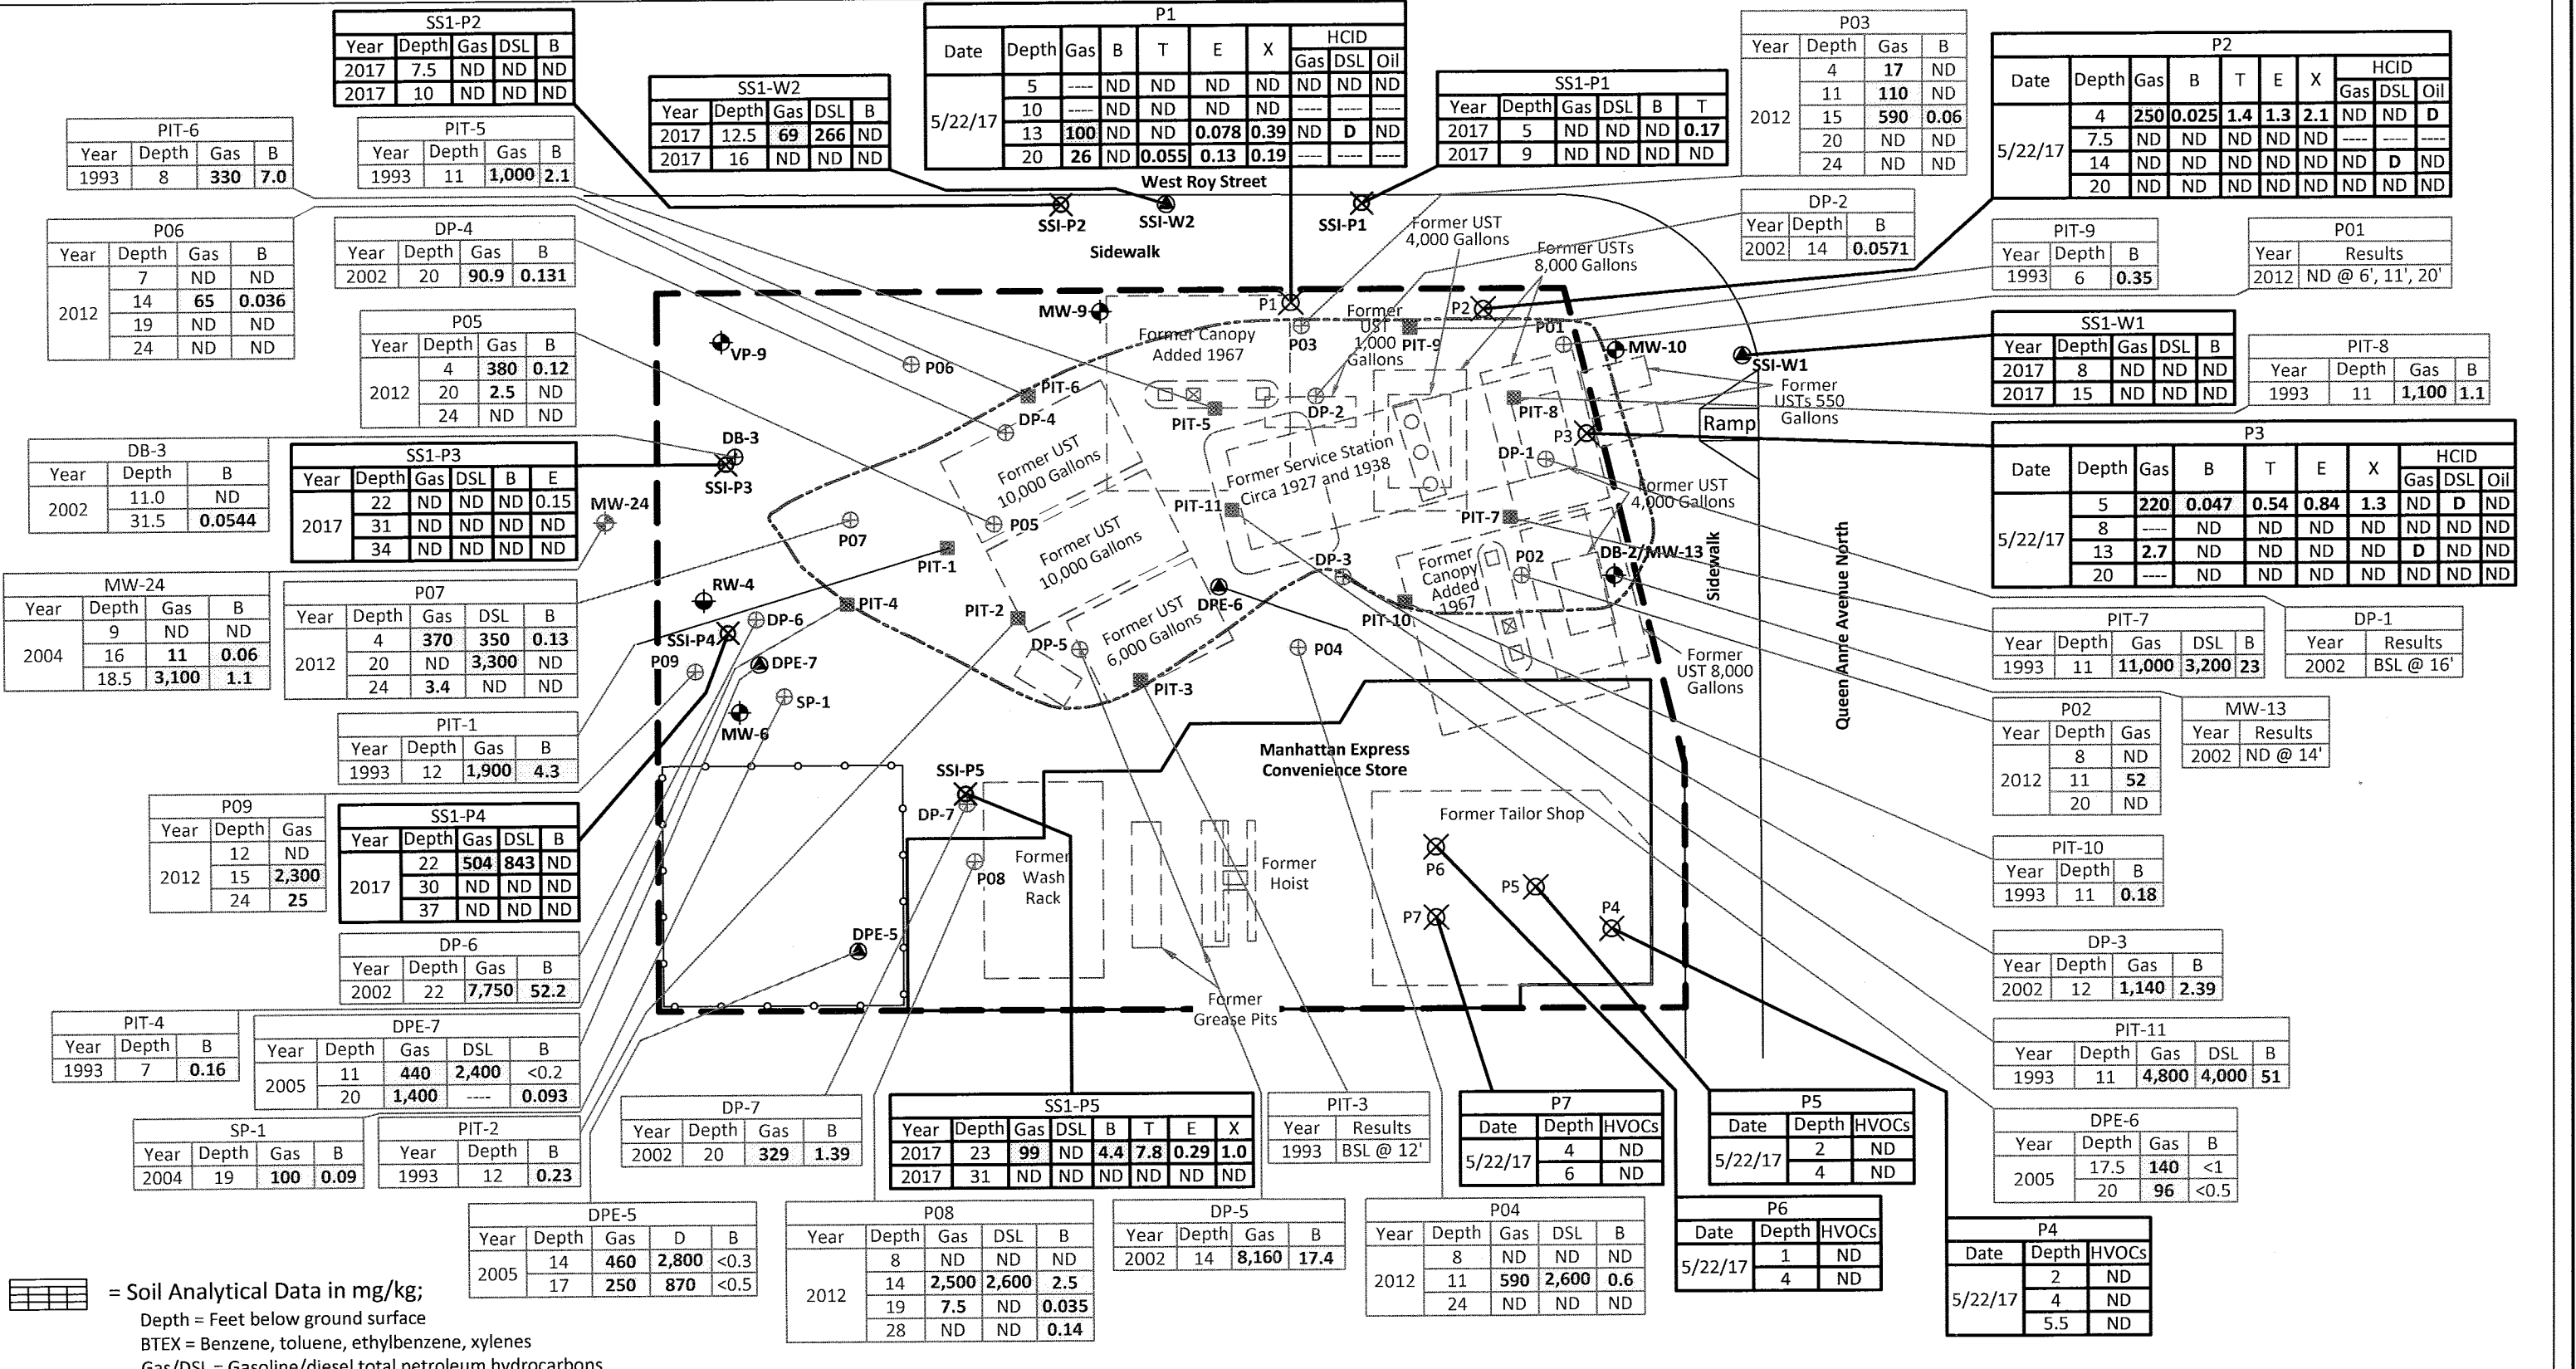 SS1-P2
Year Depth Gas DSL B
2017 7.5 ND ND ND
2017 10 ND ND ND
SS1-W2
Year Depth Gas DSL B
2017 12.5 69 266 ND
2017 16 ND ND ND
P1
Date Depth Gas B T E X HCID
Gas DSL Oil
5/22/17
5 ---- ND ND ND ND ND ND ND
10 ---- ND ND ND ND ---- ---- ----
13 100 ND ND 0.078 0.39 ND D ND
20 26 ND 0.055 0.13 0.19 ---- ---- ----
SS1-P1
Year Depth Gas DSL B T
2017 5 ND ND ND 0.17
2017 9 ND ND ND ND
P03
Year Depth Gas B
2012
4 17 ND
11 110 ND
15 590 0.06
20 ND ND
24 ND ND
P2
Date Depth Gas B T E X HCID
Gas DSL Oil
5/22/17
4 250 0.025 1.4 1.3 2.1 ND ND D
7.5 ND ND ND ND ND ---- ---- ----
14 ND ND ND ND ND ND D ND
20 ND ND ND ND ND ND ND ND
PIT-6
Year Depth Gas B
1993 8 330 7.0
PIT-5
Year Depth Gas B
1993 11 1,000 2.1
P06
Year Depth Gas B
2012
7 ND ND
14 65 0.036
19 ND ND
24 ND ND
DP-4
Year Depth Gas B
2002 20 90.9 0.131
P05
Year Depth Gas B
2012
4 380 0.12
20 2.5 ND
24 ND ND
DP-2
Year Depth B
2002 14 0.0571
PIT-9
Year Depth B
1993 6 0.35
P01
Year Results
2012 ND @ 6', 11', 20'
SS1-W1
Year Depth Gas DSL B
2017 8 ND ND ND
2017 15 ND ND ND
PIT-8
Year Depth Gas B
1993 11 1,100 1.1
DB-3
Year Depth B
2002
11.0 ND
31.5 0.0544
SS1-P3
Year Depth Gas DSL B E
2017
22 ND ND ND 0.15
31 ND ND ND ND
34 ND ND ND ND
P3
Date Depth Gas B T E X HCID
Gas DSL Oil
5/22/17
5 220 0.047 0.54 0.84 1.3 ND D ND
8 ---- ND ND ND ND ND ND ND
13 2.7 ND ND ND ND D ND ND
20 ---- ND ND ND ND ND ND ND
MW-24
Year Depth Gas B
2004
9 ND ND
16 11 0.06
18.5 3,100 1.1
P07
Year Depth Gas DSL B
2012
4 370 350 0.13
20 ND 3,300 ND
24 3.4 ND ND
PIT-1
Year Depth Gas B
1993 12 1,900 4.3
P09
Year Depth Gas
2012
12 ND
15 2,300
24 25
SS1-P4
Year Depth Gas DSL B
2017
22 504 843 ND
30 ND ND ND
37 ND ND ND
DP-6
Year Depth Gas B
2002 22 7,750 52.2
PIT-4
Year Depth B
1993 7 0.16
DPE-7
Year Depth Gas DSL B
2005
11 440 2,400 <0.2
20 1,400 ---- 0.093
SP-1
Year Depth Gas B
2004 19 100 0.09
PIT-2
Year Depth B
1993 12 0.23
West Roy Street
SSI-P2
SSI-W2
SSI-P1
Sidewalk
Former UST
4,000 Gallons
Former USTs
8,000 Gallons
MW-9
P1
P2
P01
VP-9
Former Canopy
Added 1967
P03
Former
UST
1,000
Gallons
PIT-9
MW-10
SSI-W1
P06
PIT-6
DP-4
PIT-5
DP-2
PIT-8
Former
USTs 550
Gallons
Ramp
P3
DP-1
DB-3
SSI-P3
MW-24
Former UST
10,000 Gallons
Former Service Station
Circa 1927 and 1938
Former UST
4,000 Gallons
PIT-11
PIT-7
P07
P05
PIT-1
Former UST
10,000 Gallons
DP-3
Former
Canopy
Added
1967
P02
DB-2/MW-13
Sidewalk
Queen Anne Avenue North
RW-4
PIT-4
PIT-2
DPE-6
PIT-10
DP-6
SSI-P4
P09
DPE-7
DP-5
Former UST
6,000 Gallons
P04
Former
UST 8,000
Gallons
SP-1
PIT-3
MW-6
Manhattan Express
Convenience Store
SSI-P5
DP-7
P08
Former
Wash
Rack
Former
Hoist
Former Tailor Shop
P6
P5
P7
P4
DPE-5
Former
Grease Pits
PIT-7
Year Depth Gas DSL B
1993 11 11,000 3,200 23
DP-1
Year Results
2002 BSL @ 16'
P02
Year Depth Gas
2012
8 ND
11 52
20 ND
MW-13
Year Results
2002 ND @ 14'
PIT-10
Year Depth B
1993 11 0.18
DP-3
Year Depth Gas B
2002 12 1,140 2.39
PIT-11
Year Depth Gas DSL B
1993 11 4,800 4,000 51
DPE-6
Year Depth Gas B
2005
17.5 140 <1
20 96 <0.5
DP-7
Year Depth Gas B
2002 20 329 1.39
SS1-P5
Year Depth Gas DSL B T E X
2017 23 99 ND 4.4 7.8 0.29 1.0
2017 31 ND ND ND ND ND ND
PIT-3
Year Results
1993 BSL @ 12'
P7
Date Depth HVOCs
5/22/17
4 ND
6 ND
P5
Date Depth HVOCs
5/22/17
2 ND
4 ND
DPE-5
Year Depth Gas D B
2005
14 460 2,800 <0.3
17 250 870 <0.5
P08
Year Depth Gas DSL B
2012
8 ND ND ND
14 2,500 2,600 2.5
19 7.5 ND 0.035
28 ND ND 0.14
DP-5
Year Depth Gas B
2002 14 8,160 17.4
P04
Year Depth Gas DSL B
2012
8 ND ND ND
11 590 2,600 0.6
24 ND ND ND
P6
Date Depth HVOCs
5/22/17
1 ND
4 ND
P4
Date Depth HVOCs
5/22/17
2 ND
4 ND
5.5 ND
= Soil Analytical Data in mg/kg;
Depth = Feet below ground surface
BTEX = Benzene, toluene, ethylbenzene, xylenes
Gas/DSL = Gasoline/diesel total petroleum hydrocarbons